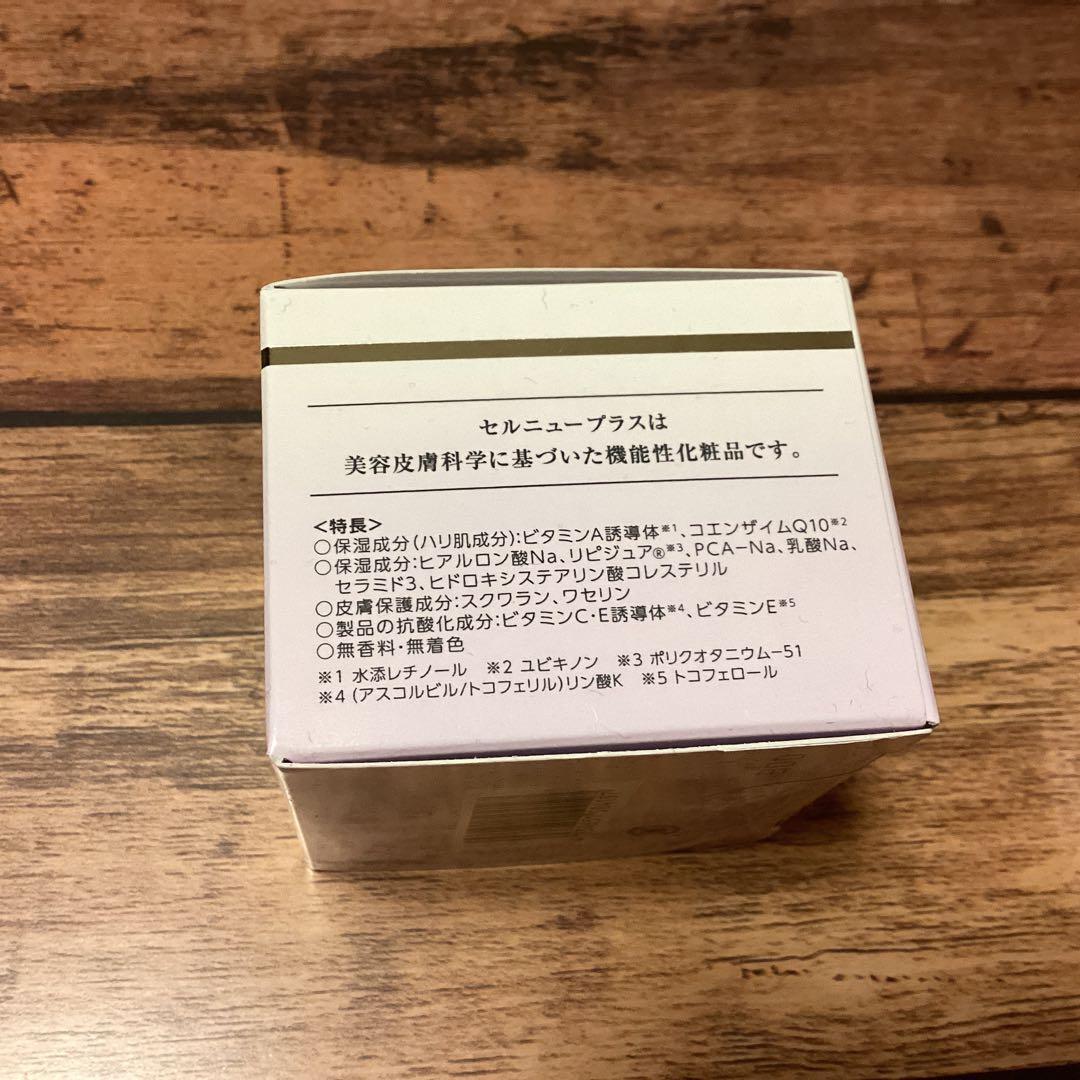 セルニュープラスは
美容皮膚科学に基づいた機能性化粧品です。
<特長>
○保湿成分(ハリ肌成分):ビタミンA誘導体※1、コエンザイムQ10※2
○保湿成分:ヒアルロン酸Na、リピジュア®※3、PCA-Na、乳酸Na、
セラミド3、ヒドロキシステアリン酸コレステリル
○皮膚保護成分:スクワラン、ワセリン
○製品の抗酸化成分:ビタミンC・E誘導体※4、ビタミンE※5
○無香料・無着色
※1 水添レチノール ※2 ユビキノン ※3 ポリクオタニウム-51
※4 (アスコルビル/トコフェリル)リン酸K ※5 トコフェロール